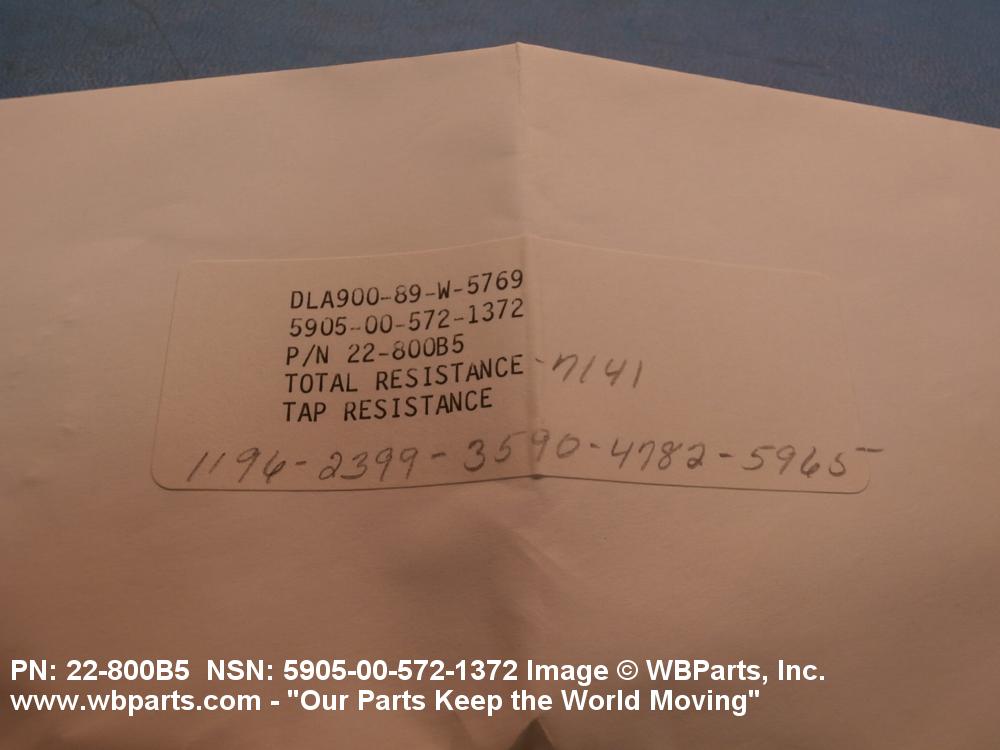 DLA900-89-W-5769
5905-00-572-1372
P/N 22-800B5
TOTAL RESISTANCE - 7141
TAP RESISTANCE
1196-2399-3590-4782-5965-
PN: 22-800B5 NSN: 5905-00-572-1372 Image © WBParts, Inc.
www.wbparts.com - "Our Parts Keep the World Moving"